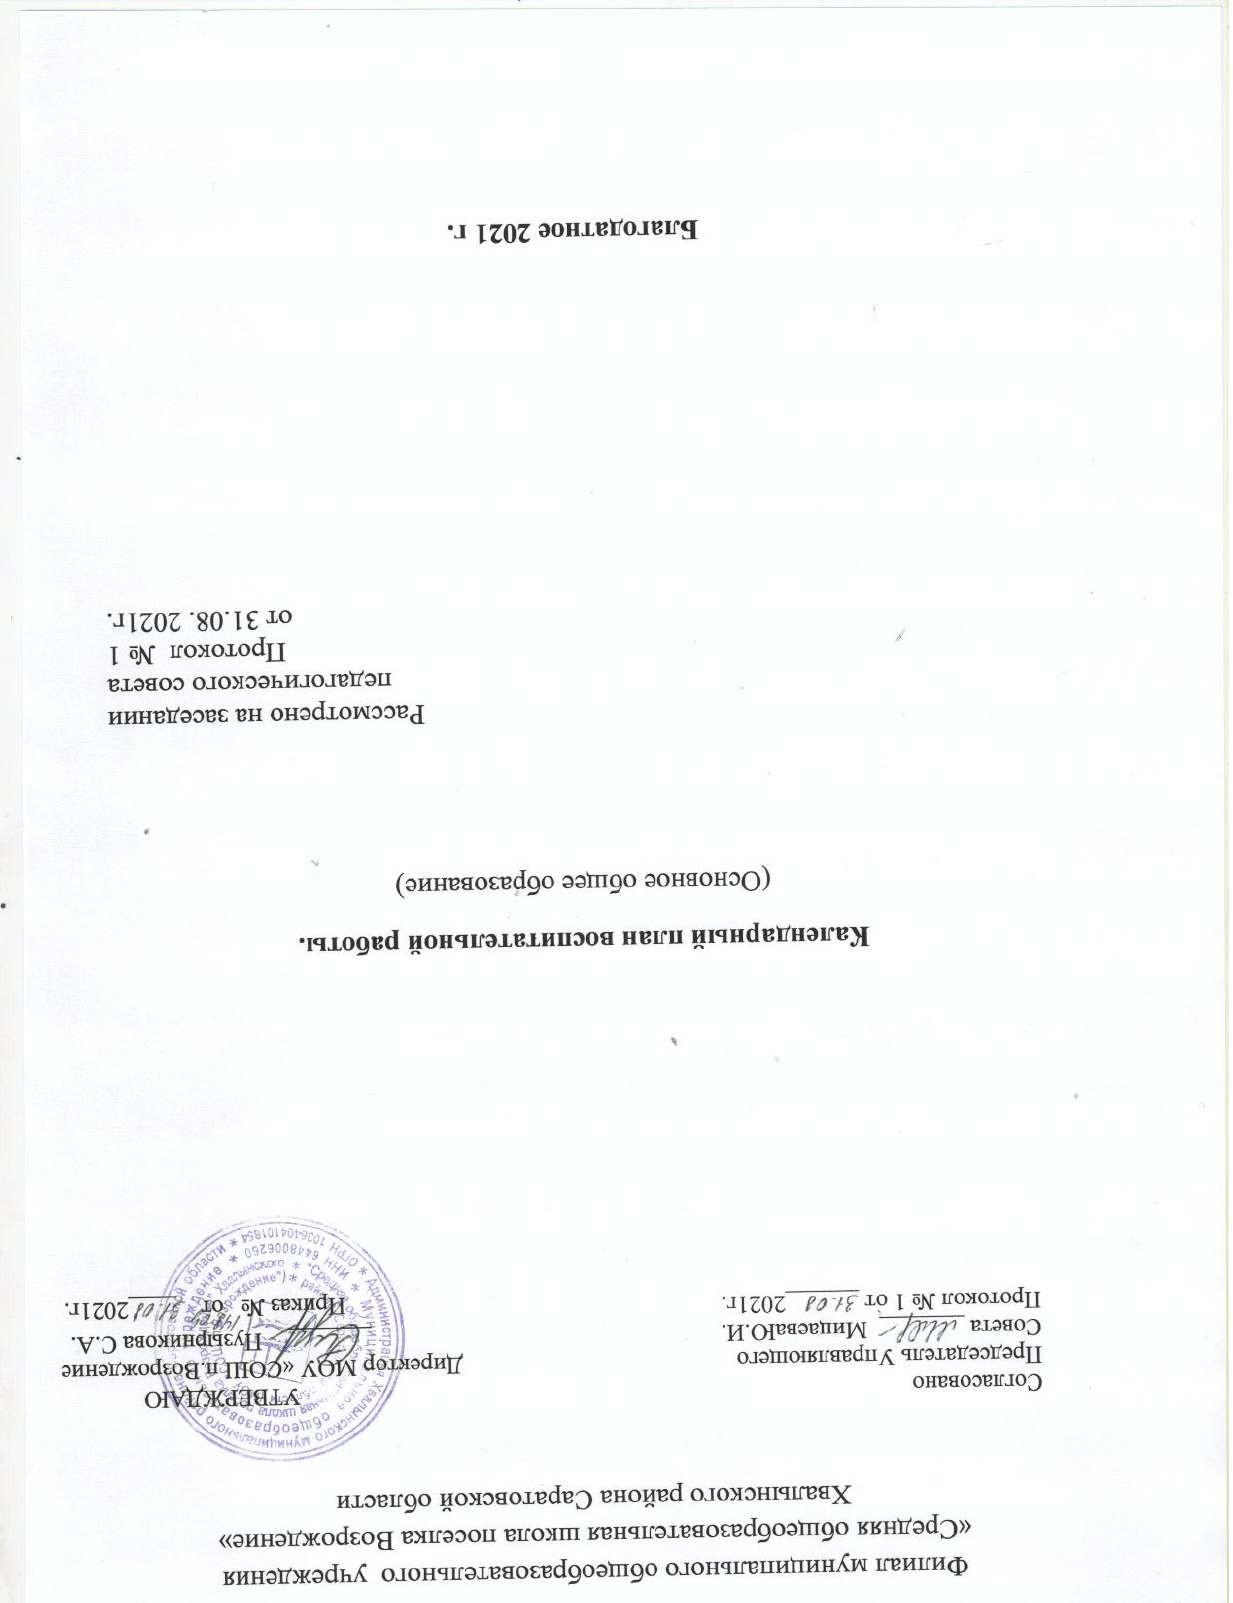 Филиал муниципального общеобразовательного учреждения
«Средняя общеобразовательная школа поселка Возрождение»
Хвалынского района Саратовской области
Согласовано
Председатель Управляющего
Совета Мицаева Ю.И.
Протокол № 1 от 31.08 2021г.
УТВЕРЖДАЮ
Директор МОУ «СОШ п.Возрождение
Пузырникова С.А.
Приказ № от 31.08 2021г.
Календарный план воспитательной работы.
(Основное общее образование)
Рассмотрено на заседании
педагогического совета
Протокол № 1
от 31.08. 2021г.
Благодатное 2021 г.